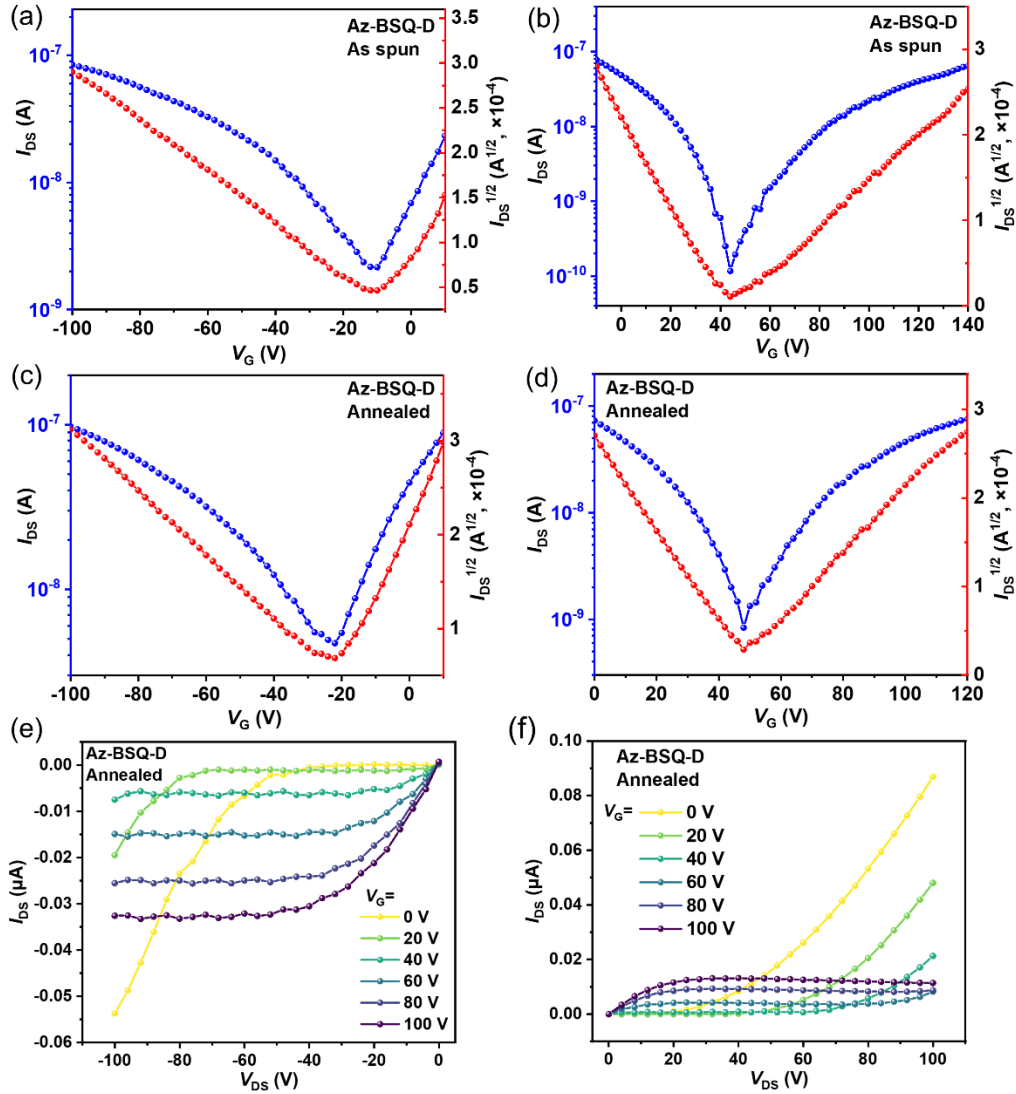 (a)
Az-BSQ-D
As spun
10⁻⁷
10⁻⁸
10⁻⁹
I_DS (A)
3.5
3.0
2.5
2.0
1.5
1.0
0.5
I_DS^1/2 (A^1/2, ×10⁻⁴)
-100 -80 -60 -40 -20 0
V_G (V)
(b)
Az-BSQ-D
As spun
10⁻⁷
10⁻⁸
10⁻⁹
10⁻¹⁰
I_DS (A)
3
2
1
0
I_DS^1/2 (A^1/2, ×10⁻⁴)
0 20 40 60 80 100 120 140
V_G (V)
(c)
Az-BSQ-D
Annealed
10⁻⁷
10⁻⁸
I_DS (A)
3
2
1
I_DS^1/2 (A^1/2, ×10⁻⁴)
-100 -80 -60 -40 -20 0
V_G (V)
(d)
Az-BSQ-D
Annealed
10⁻⁷
10⁻⁸
10⁻⁹
I_DS (A)
3
2
1
0
I_DS^1/2 (A^1/2, ×10⁻⁴)
0 20 40 60 80 100 120
V_G (V)
(e)
Az-BSQ-D
Annealed
0.00
-0.01
-0.02
-0.03
-0.04
-0.05
-0.06
I_DS (µA)
V_G=
0 V
20 V
40 V
60 V
80 V
100 V
-100 -80 -60 -40 -20 0
V_DS (V)
(f)
Az-BSQ-D
Annealed
0.10
0.08
0.06
0.04
0.02
0.00
I_DS (µA)
V_G=
0 V
20 V
40 V
60 V
80 V
100 V
0 20 40 60 80 100
V_DS (V)